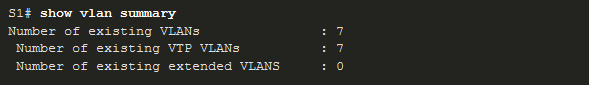 S1# show vlan summary
Number of existing VLANs               : 7
 Number of existing VTP VLANs          : 7
 Number of existing extended VLANS     : 0